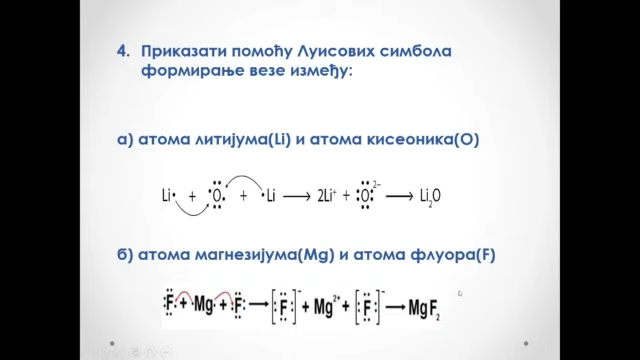 4. Приказати помоћу Луисових симбола
формирање везе између:
а) атома литијума(Li) и атома кисеоника(О)
Li· + ·Ö· + ·Li ⟶ 2Li⁺ + :Ö:²⁻ ⟶ Li₂O
б) атома магнезијума(Mg) и атома флуора(F)
:F· + ·Mg· + ·F: ⟶ [:F:]⁻ + Mg²⁺ + [:F:]⁻ ⟶ MgF₂